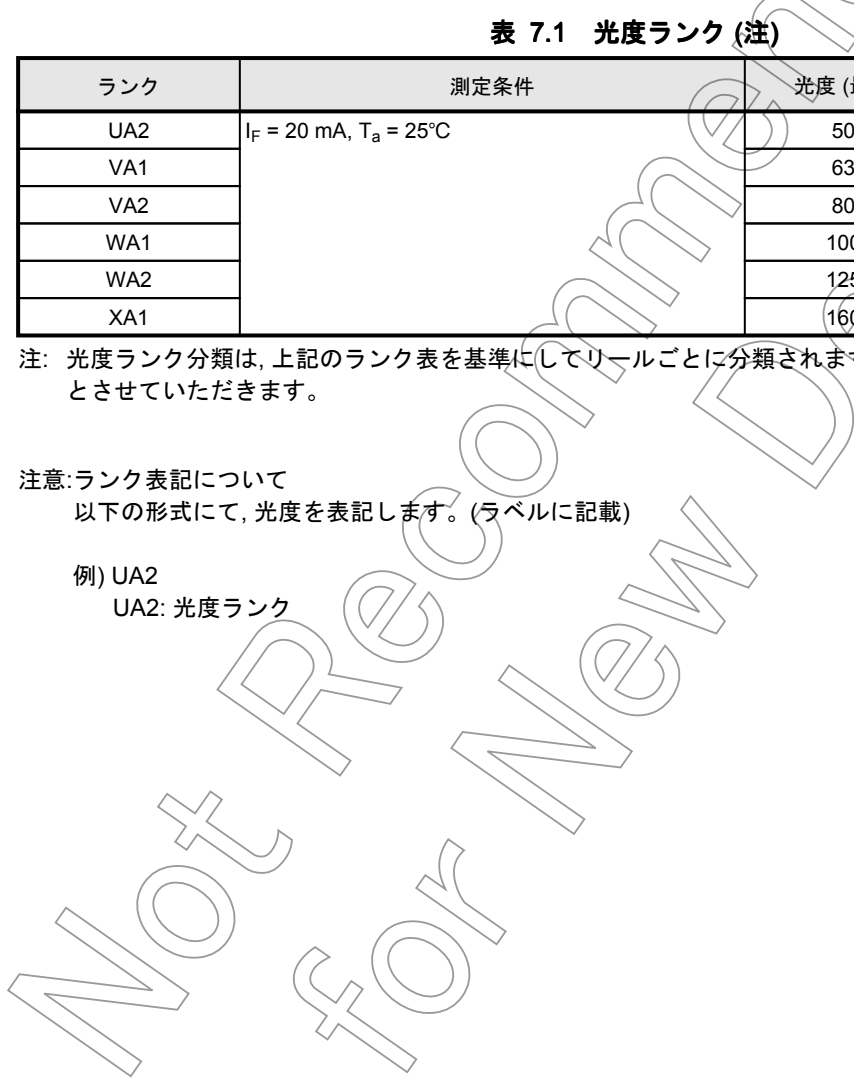 表 7.1 光度ランク (注)
ランク 測定条件 光度
UA2 I_F = 20 mA, T_a = 25℃ 50
VA1 63
VA2 80
WA1
WA2
XA1
注: 光度ランク分類は, 上記のランク表を基準にしてリールごとに分類されます
とさせていただきます。
注意:ランク表記について
以下の形式にて, 光度を表記します。(ラベルに記載)
例) UA2
UA2: 光度ランク
Not Recommended
for New